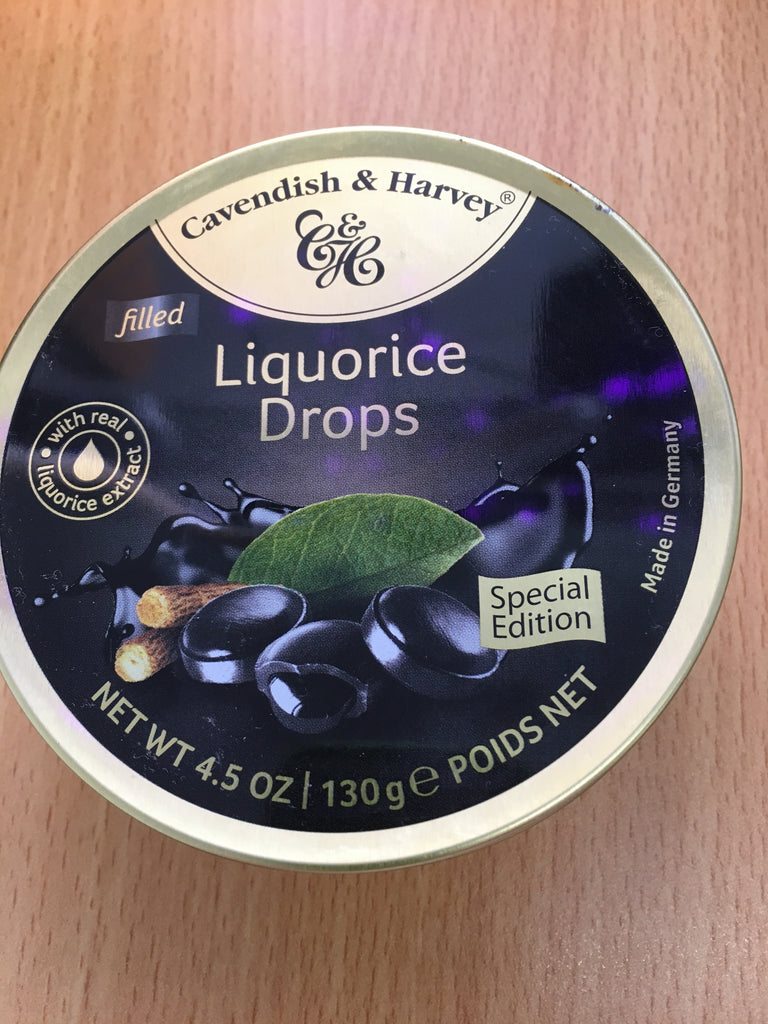 Cavendish & Harvey®
C&H
filled
Liquorice
Drops
• with real •
liquorice extract
Made in Germany
Special
Edition
NET WT 4.5 OZ | 130 g ℮ POIDS NET